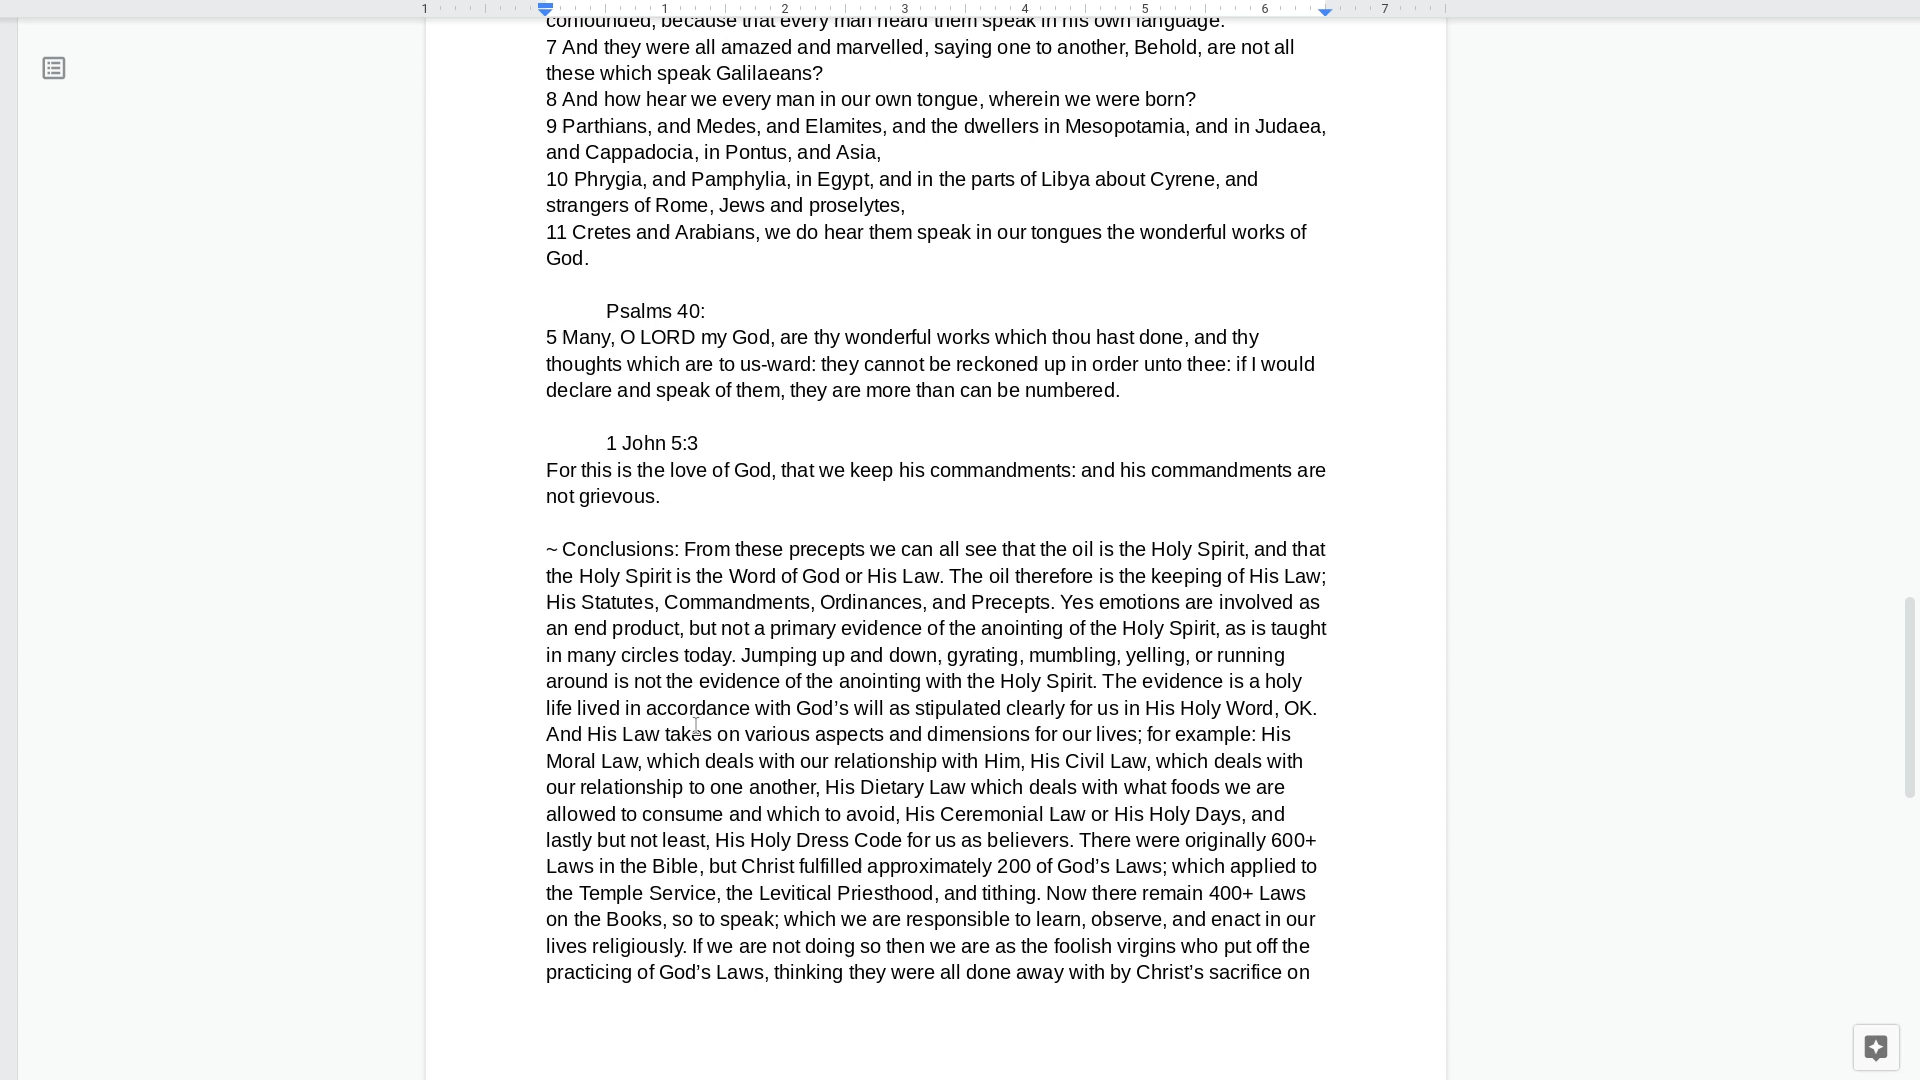 1 1 2 3 4 5 6 7
confounded, because that every man heard them speak in his own language.
7 And they were all amazed and marvelled, saying one to another, Behold, are not all
these which speak Galilaeans?
8 And how hear we every man in our own tongue, wherein we were born?
9 Parthians, and Medes, and Elamites, and the dwellers in Mesopotamia, and in Judaea,
and Cappadocia, in Pontus, and Asia,
10 Phrygia, and Pamphylia, in Egypt, and in the parts of Libya about Cyrene, and
strangers of Rome, Jews and proselytes,
11 Cretes and Arabians, we do hear them speak in our tongues the wonderful works of
God.
Psalms 40:
5 Many, O LORD my God, are thy wonderful works which thou hast done, and thy
thoughts which are to us-ward: they cannot be reckoned up in order unto thee: if I would
declare and speak of them, they are more than can be numbered.
1 John 5:3
For this is the love of God, that we keep his commandments: and his commandments are
not grievous.
~ Conclusions: From these precepts we can all see that the oil is the Holy Spirit, and that
the Holy Spirit is the Word of God or His Law. The oil therefore is the keeping of His Law;
His Statutes, Commandments, Ordinances, and Precepts. Yes emotions are involved as
an end product, but not a primary evidence of the anointing of the Holy Spirit, as is taught
in many circles today. Jumping up and down, gyrating, mumbling, yelling, or running
around is not the evidence of the anointing with the Holy Spirit. The evidence is a holy
life lived in accordance with God’s will as stipulated clearly for us in His Holy Word, OK.
And His Law takes on various aspects and dimensions for our lives; for example: His
Moral Law, which deals with our relationship with Him, His Civil Law, which deals with
our relationship to one another, His Dietary Law which deals with what foods we are
allowed to consume and which to avoid, His Ceremonial Law or His Holy Days, and
lastly but not least, His Holy Dress Code for us as believers. There were originally 600+
Laws in the Bible, but Christ fulfilled approximately 200 of God’s Laws; which applied to
the Temple Service, the Levitical Priesthood, and tithing. Now there remain 400+ Laws
on the Books, so to speak; which we are responsible to learn, observe, and enact in our
lives religiously. If we are not doing so then we are as the foolish virgins who put off the
practicing of God’s Laws, thinking they were all done away with by Christ’s sacrifice on